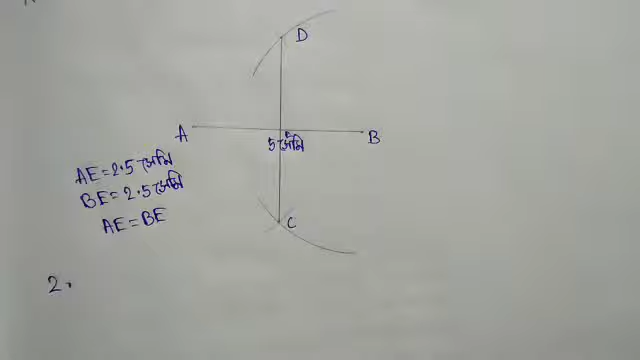 D
A
B
5 সেমি
AE = 2.5 সেমি
BE = 2.5 সেমি
AE = BE
C
2.